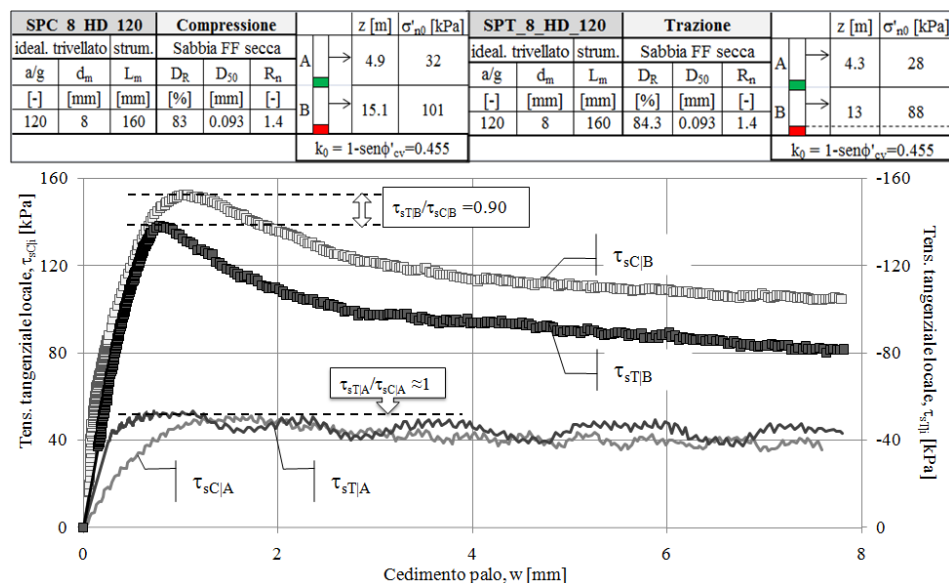 SPC_8_HD_120 Compressione z [m] σ'n0 [kPa]
ideal. trivellato strum. Sabbia FF secca
a/g dm Lm DR D50 Rn
[-] [mm] [mm] [%] [mm] [-]
120 8 160 83 0.093 1.4
A 4.9 32
B 15.1 101
k0 = 1-senϕ'cv=0.455
SPT_8_HD_120 Trazione z [m] σ'n0 [kPa]
ideal. trivellato strum. Sabbia FF secca
a/g dm Lm DR D50 Rn
[-] [mm] [mm] [%] [mm] [-]
120 8 160 84.3 0.093 1.4
A 4.3 28
B 13 88
k0 = 1-senϕ'cv=0.455
Tens. tangenziale locale, τsC|i [kPa]
160
120
80
40
0
τsT|B/τsC|B =0.90
τsC|B
τsT|B
τsT|A/τsC|A ≈1
τsC|A
τsT|A
-160
-120
-80
-40
0
Tens. tangenziale locale, τsT|j [kPa]
0 2 4 6 8
Cedimento palo, w [mm]